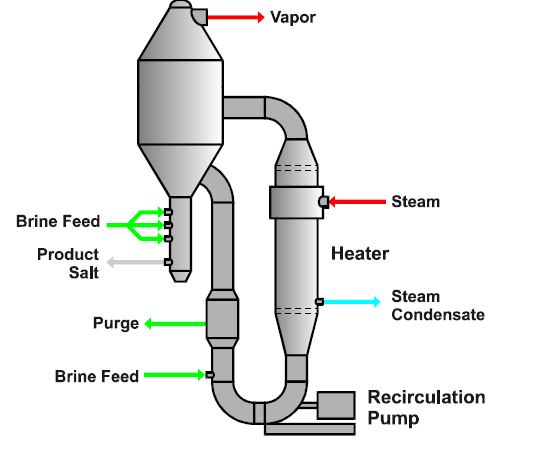 Vapor
Steam
Brine Feed
Heater
Product
Salt
Steam
Condensate
Purge
Brine Feed
Recirculation
Pump